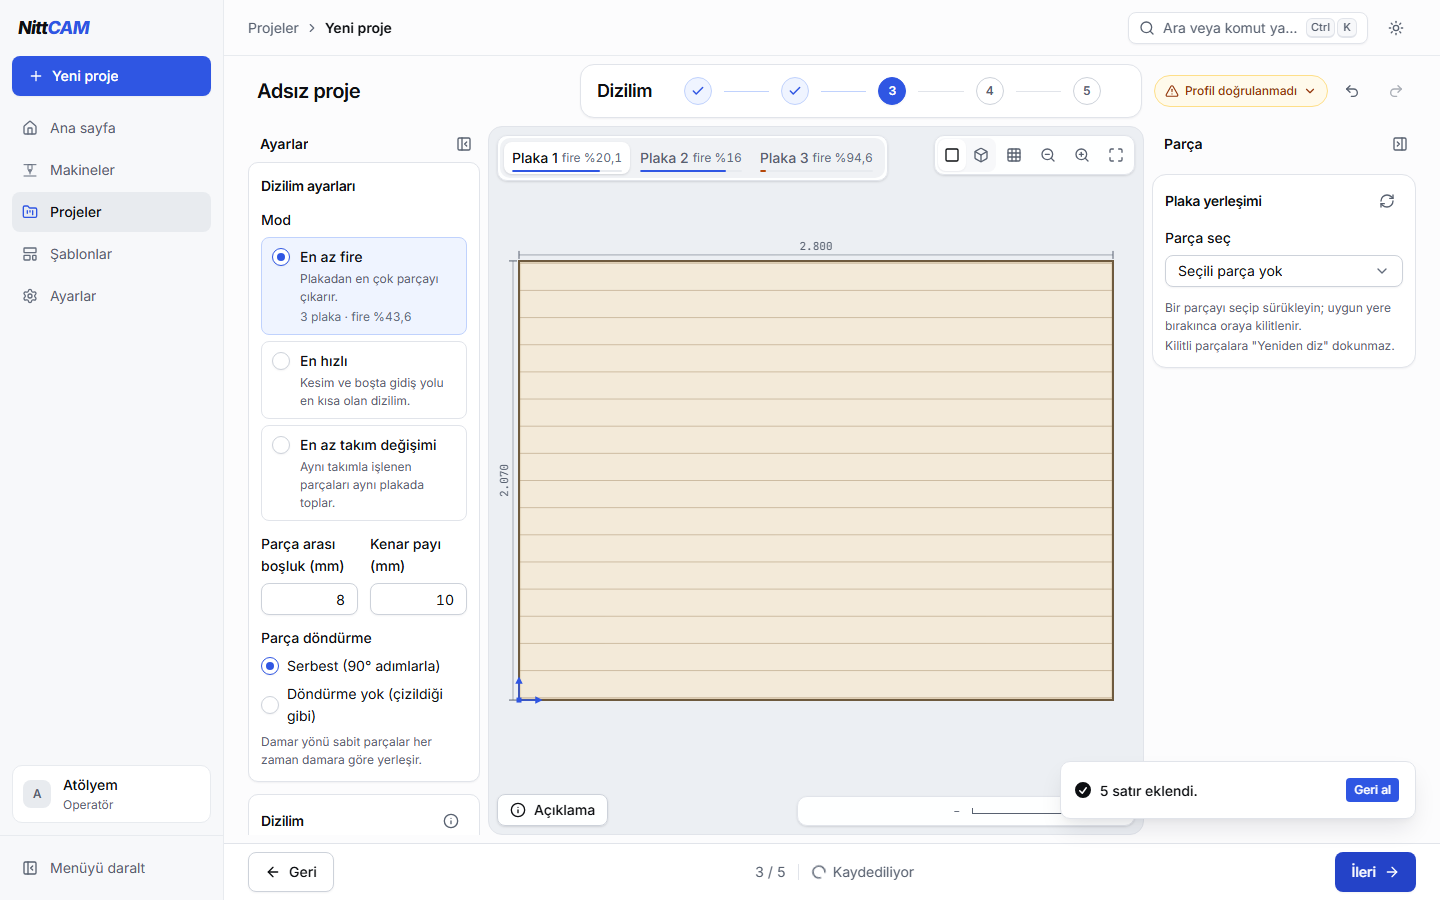 NittCAM
Yeni proje
Ana sayfa
Makineler
Projeler
Şablonlar
Ayarlar
A
Atölyem
Operatör
Menüyü daralt
Projeler
Yeni proje
Ara veya komut ya...
Ctrl
K
Adsız proje
Dizilim
3
4
5
Profil doğrulanmadı
Ayarlar
Dizilim ayarları
Mod
En az fire
Plakadan en çok parçayı
çıkarır.
3 plaka · fire %43,6
En hızlı
Kesim ve boşta gidiş yolu
en kısa olan dizilim.
En az takım değişimi
Aynı takımla işlenen
parçaları aynı plakada
toplar.
Parça arası
boşluk (mm)
Kenar payı
(mm)
8
10
Parça döndürme
Serbest (90° adımlarla)
Döndürme yok (çizildiği
gibi)
Damar yönü sabit parçalar her
zaman damara göre yerleşir.
Dizilim
Plaka 1 fire %20,1
Plaka 2 fire %16
Plaka 3 fire %94,6
2.800
2.070
Açıklama
–
Parça
Plaka yerleşimi
Parça seç
Seçili parça yok
Bir parçayı seçip sürükleyin; uygun yere
bırakınca oraya kilitlenir.
Kilitli parçalara "Yeniden diz" dokunmaz.
5 satır eklendi.
Geri al
Geri
3 / 5
Kaydediliyor
İleri